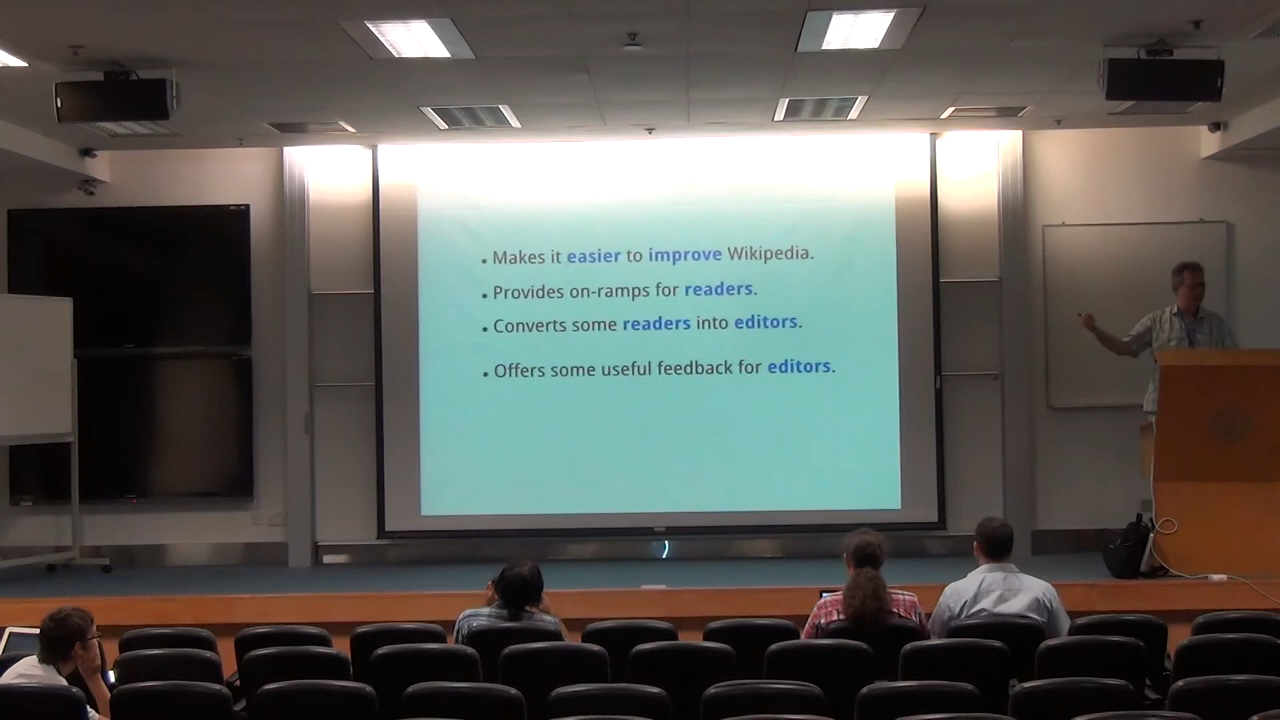 • Makes it easier to improve Wikipedia.
• Provides on-ramps for readers.
• Converts some readers into editors.
• Offers some useful feedback for editors.